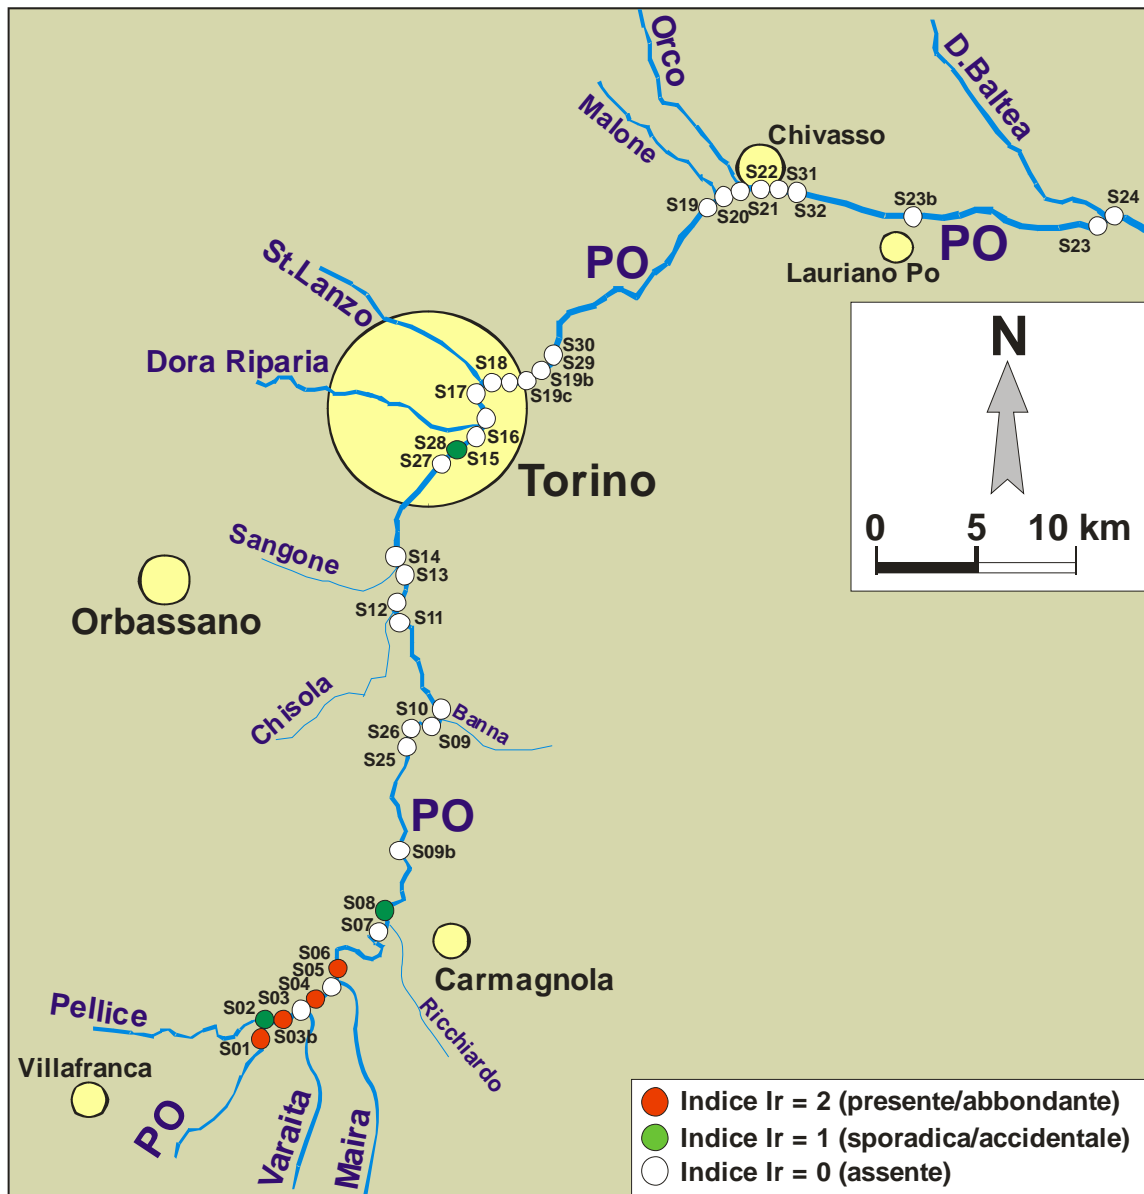 Orco
D.Baltea
Malone
Chivasso
S22
S31
S19
S20
S21
S32
S23b
S24
S23
PO
PO
Lauriano Po
St.Lanzo
Dora Riparia
S30
S29
S18
S19b
S17
S19c
S28
S16
S27
S15
Torino
N
0 5 10 km
Sangone
S14
S13
Orbassano
S12
S11
Chisola
S10
Banna
S26
S09
S25
PO
S09b
S08
S07
Carmagnola
S06
S05
S04
S03
S02
Pellice
S03b
S01
Ricchiardo
Villafranca
PO
Varaita
Maira
Indice Ir = 2 (presente/abbondante)
Indice Ir = 1 (sporadica/accidentale)
Indice Ir = 0 (assente)